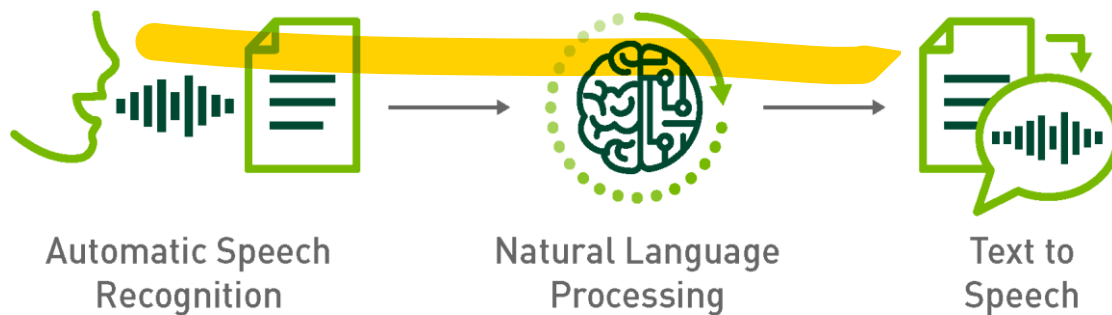 Automatic Speech
Recognition
Natural Language
Processing
Text to
Speech